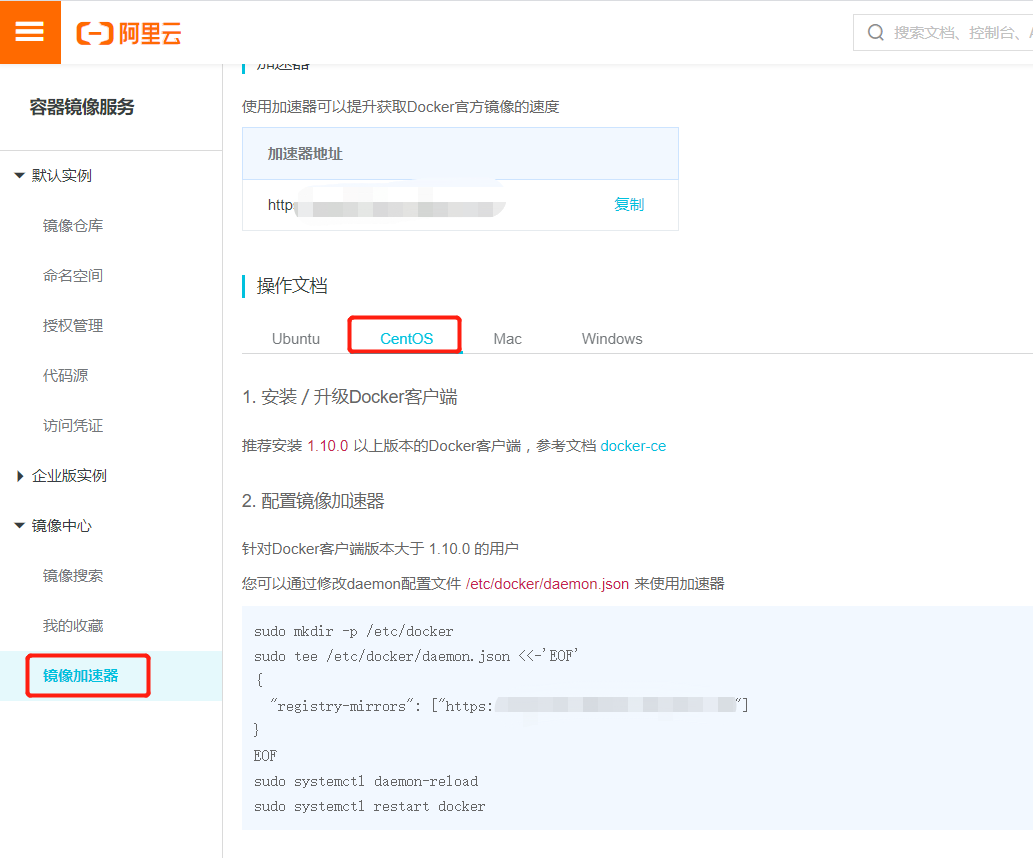 阿里云
搜索文档、控制台、A
容器镜像服务
默认实例
镜像仓库
命名空间
授权管理
代码源
访问凭证
企业版实例
镜像中心
镜像搜索
我的收藏
镜像加速器
加速器
使用加速器可以提升获取Docker官方镜像的速度
加速器地址
http
复制
操作文档
Ubuntu
CentOS
Mac
Windows
1. 安装 / 升级Docker客户端
推荐安装 1.10.0 以上版本的Docker客户端，参考文档 docker-ce
2. 配置镜像加速器
针对Docker客户端版本大于 1.10.0 的用户
您可以通过修改daemon配置文件 /etc/docker/daemon.json 来使用加速器
sudo mkdir -p /etc/docker
sudo tee /etc/docker/daemon.json <<-'EOF'
{
"registry-mirrors": ["https: "]
}
EOF
sudo systemctl daemon-reload
sudo systemctl restart docker